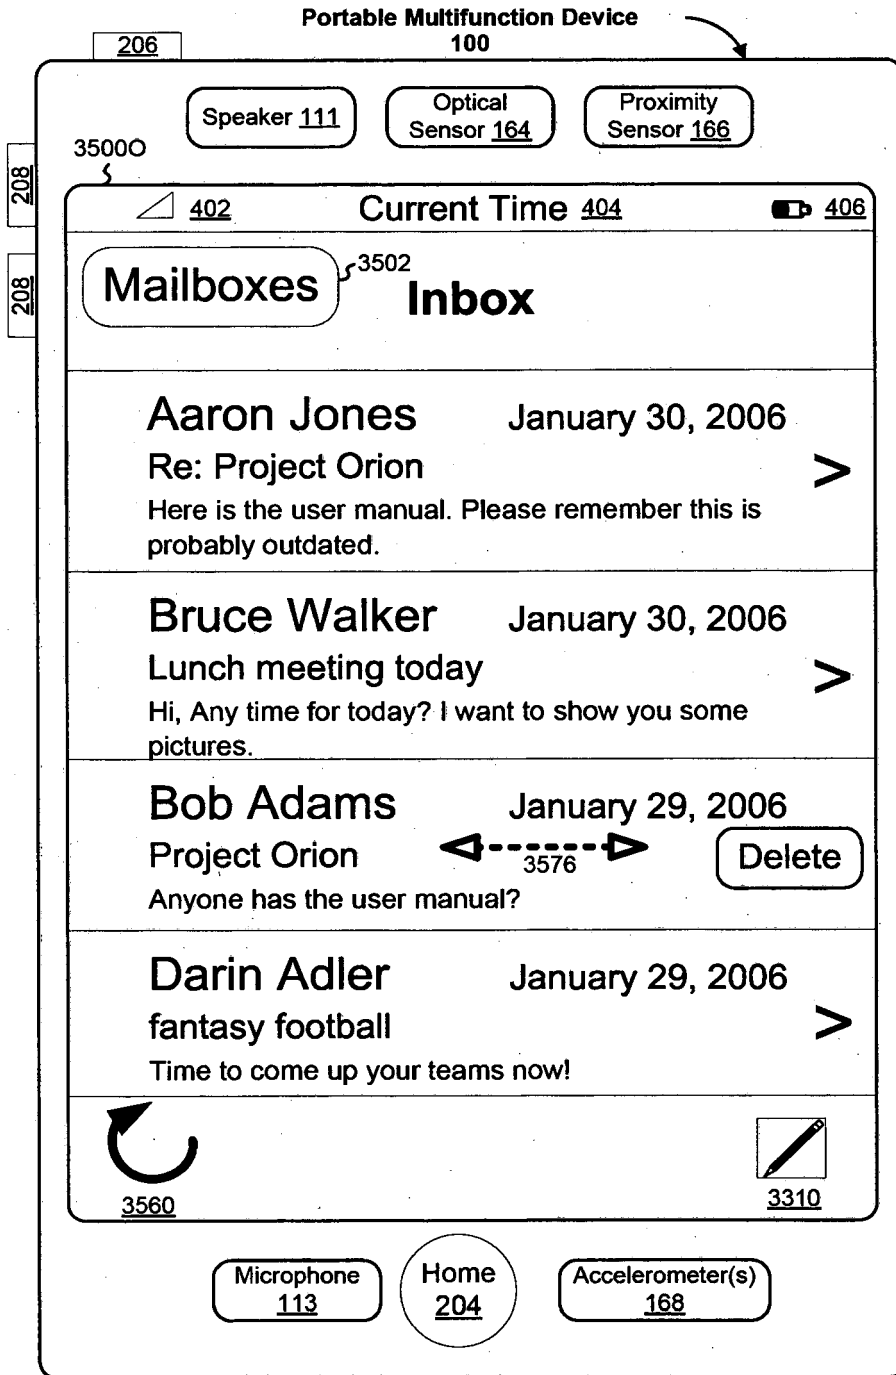 Portable Multifunction Device
100
206
Speaker 111
Optical
Sensor 164
Proximity
Sensor 166
3500O
208
208
402
Current Time 404
406
Mailboxes
3502
Inbox
Aaron Jones January 30, 2006
Re: Project Orion
>
Here is the user manual. Please remember this is
probably outdated.
Bruce Walker January 30, 2006
Lunch meeting today
>
Hi, Any time for today? I want to show you some
pictures.
Bob Adams January 29, 2006
Project Orion
3576
Delete
Anyone has the user manual?
Darin Adler January 29, 2006
fantasy football
>
Time to come up your teams now!
3560
3310
Microphone
113
Home
204
Accelerometer(s)
168